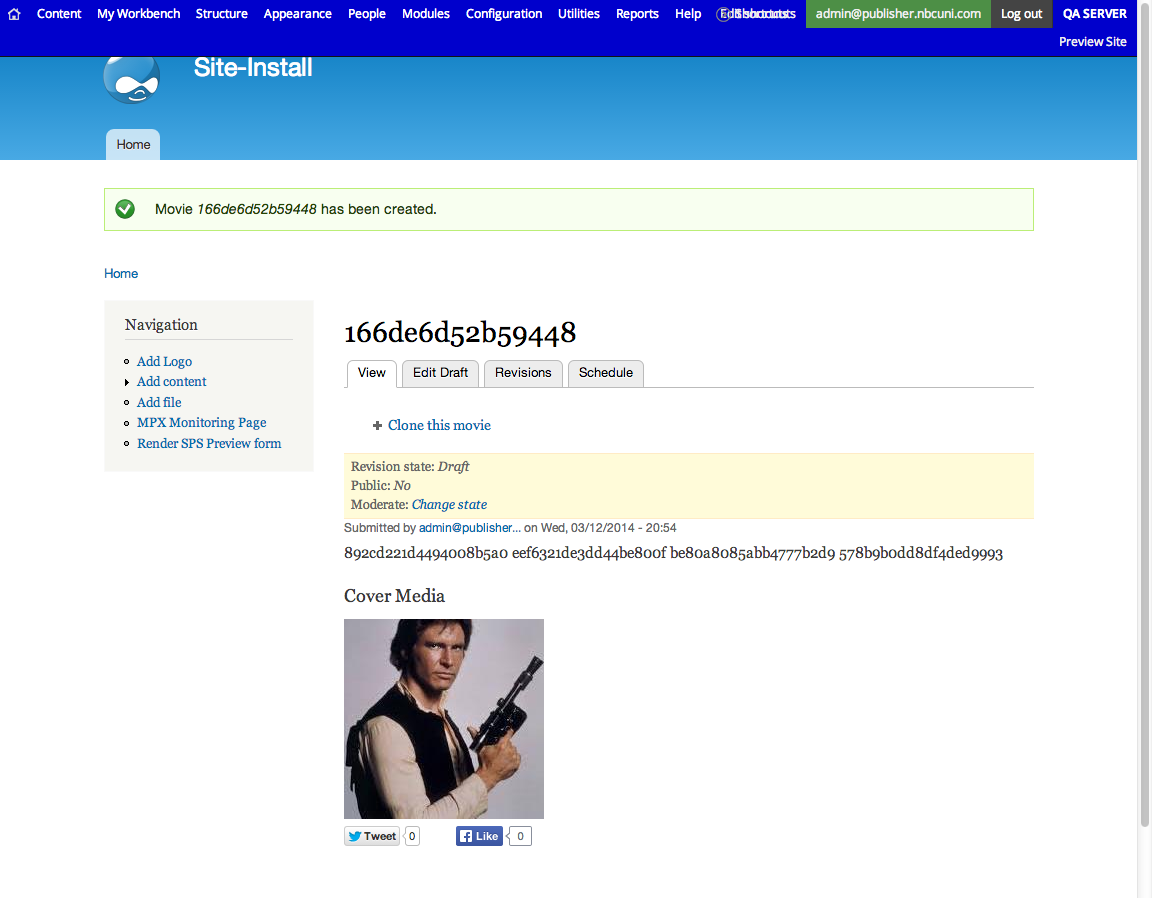 Content My Workbench Structure Appearance People Modules Configuration Utilities Reports Help Edit Shortcuts admin@publisher.nbcuni.com Log out QA SERVER
Preview Site
Site-Install
Home
Movie 166de6d52b59448 has been created.
Home
Navigation
Add Logo
Add content
Add file
MPX Monitoring Page
Render SPS Preview form
166de6d52b59448
View Edit Draft Revisions Schedule
Clone this movie
Revision state: Draft
Public: No
Moderate: Change state
Submitted by admin@publisher... on Wed, 03/12/2014 - 20:54
892cd221d4494008b5a0 eef6321de3dd44be800f be80a8085abb4777b2d9 578b9b0dd8df4ded9993
Cover Media
Tweet 0 Like 0